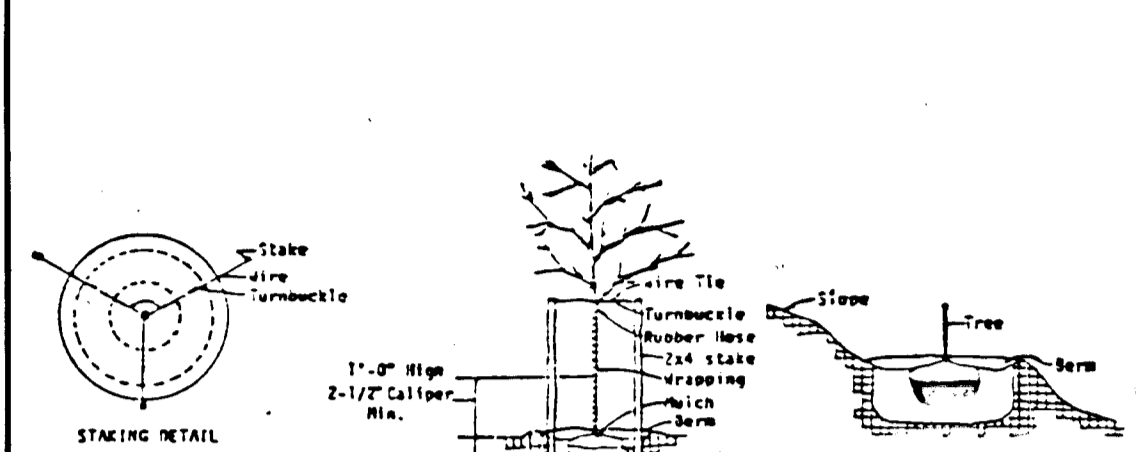 Stake
Wire
Turnbuckle
STAKING DETAIL
Wire Tie
Turnbuckle
Rubber Hose
2x4 stake
Wrapping
Mulch
Berm
1'-0" High
2-1/2" Caliper
Min.
Slope
Tree
Berm